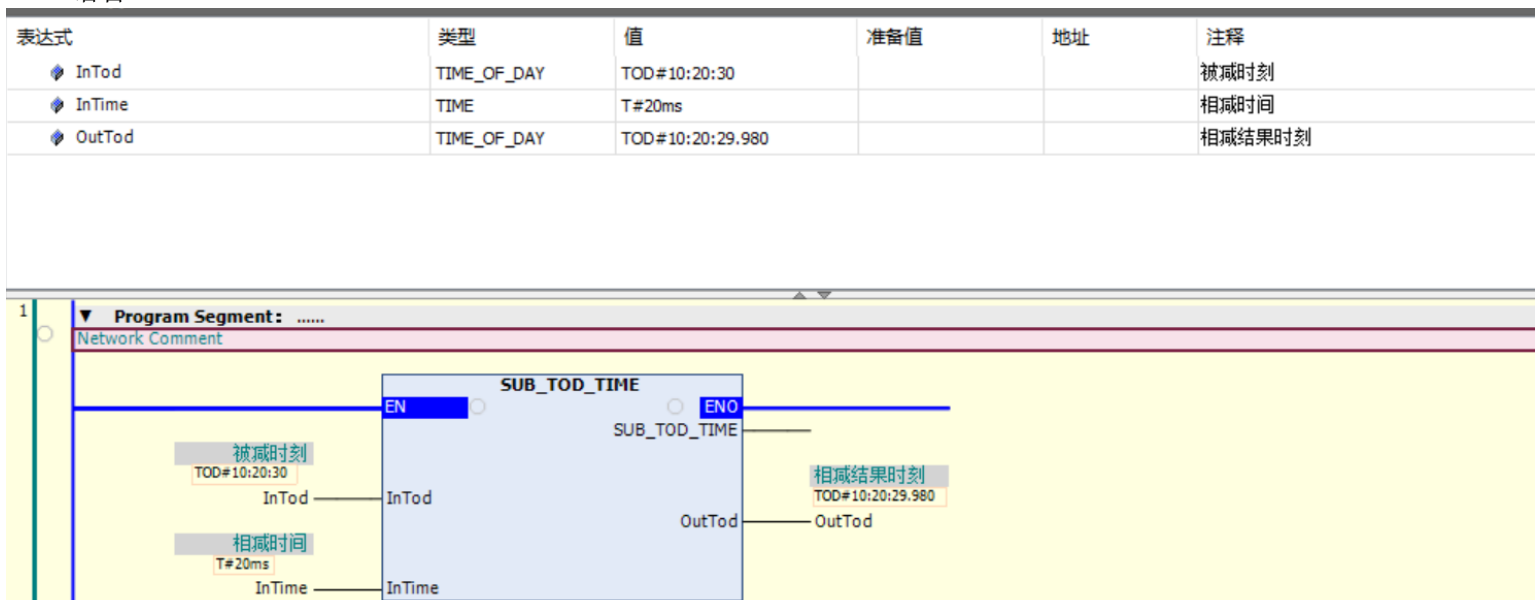 表达式 类型 值 准备值 地址 注释
InTod TIME_OF_DAY TOD#10:20:30 被减时刻
InTime TIME T#20ms 相减时间
OutTod TIME_OF_DAY TOD#10:20:29.980 相减结果时刻
1 Program Segment: ......
Network Comment
SUB_TOD_TIME
EN ENO
SUB_TOD_TIME
被减时刻
TOD#10:20:30 相减结果时刻
InTod InTod TOD#10:20:29.980
OutTod OutTod
相减时间
T#20ms
InTime InTime